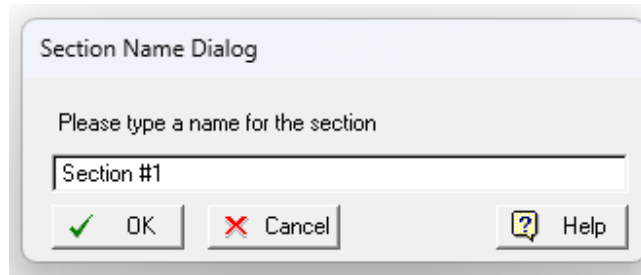 Section Name Dialog
Please type a name for the section
Section #1
OK Cancel Help